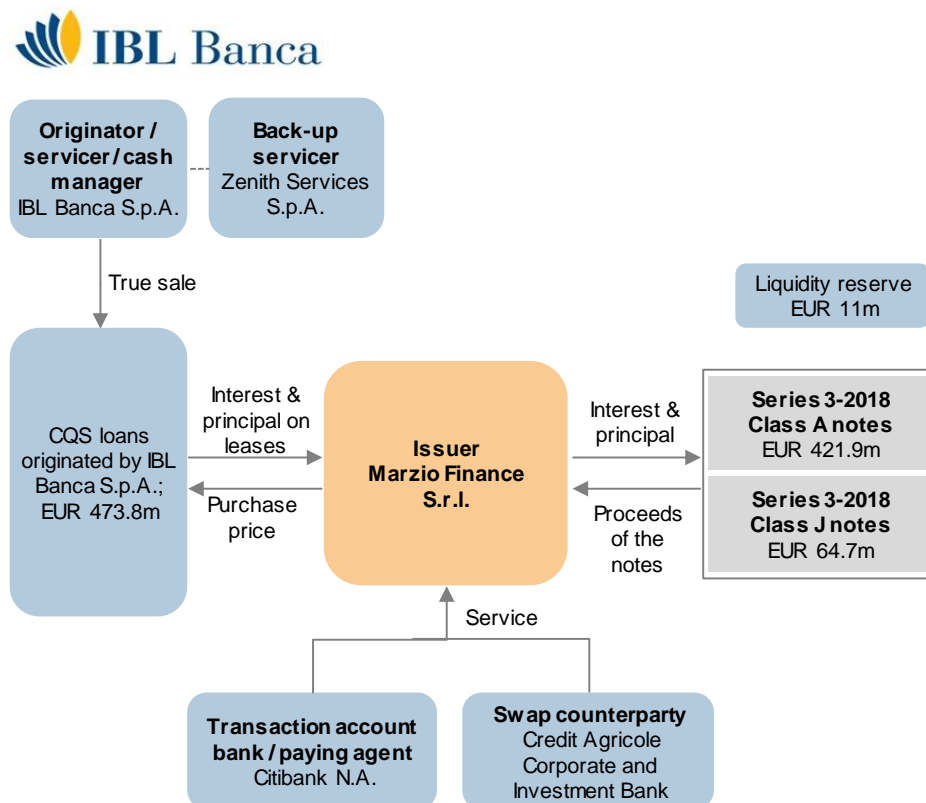 IBL Banca
Originator /
servicer / cash
manager
IBL Banca S.p.A.
Back-up
servicer
Zenith Services
S.p.A.
True sale
Liquidity reserve
EUR 11m
CQS loans
originated by IBL
Banca S.p.A.;
EUR 473.8m
Interest &
principal on
leases
Purchase
price
Issuer
Marzio Finance
S.r.l.
Interest &
principal
Proceeds
of the
notes
Series 3-2018
Class A notes
EUR 421.9m
Series 3-2018
Class J notes
EUR 64.7m
Service
Transaction account
bank / paying agent
Citibank N.A.
Swap counterparty
Credit Agricole
Corporate and
Investment Bank